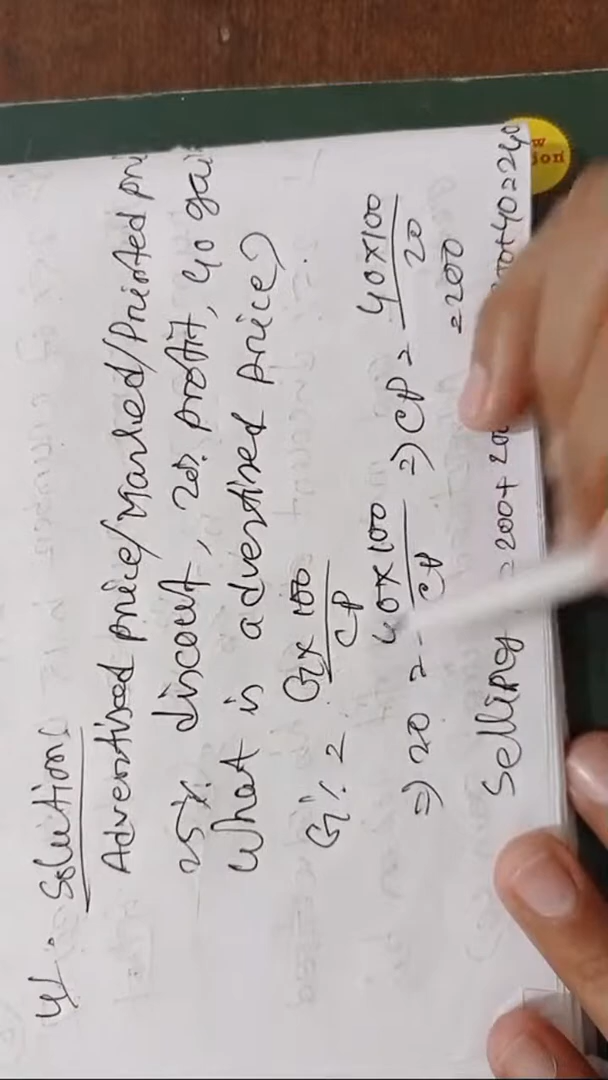 4/. Solution:
Advertised price/Marked/Printed pri
25% discout, 20% profit, 40 gai
What is advertised price?
G% = G x 100 / CP
=> 20 = 40 x 100 / CP => CP = 40 x 100 / 20
= 200
Selling = 200 + 40 = 240